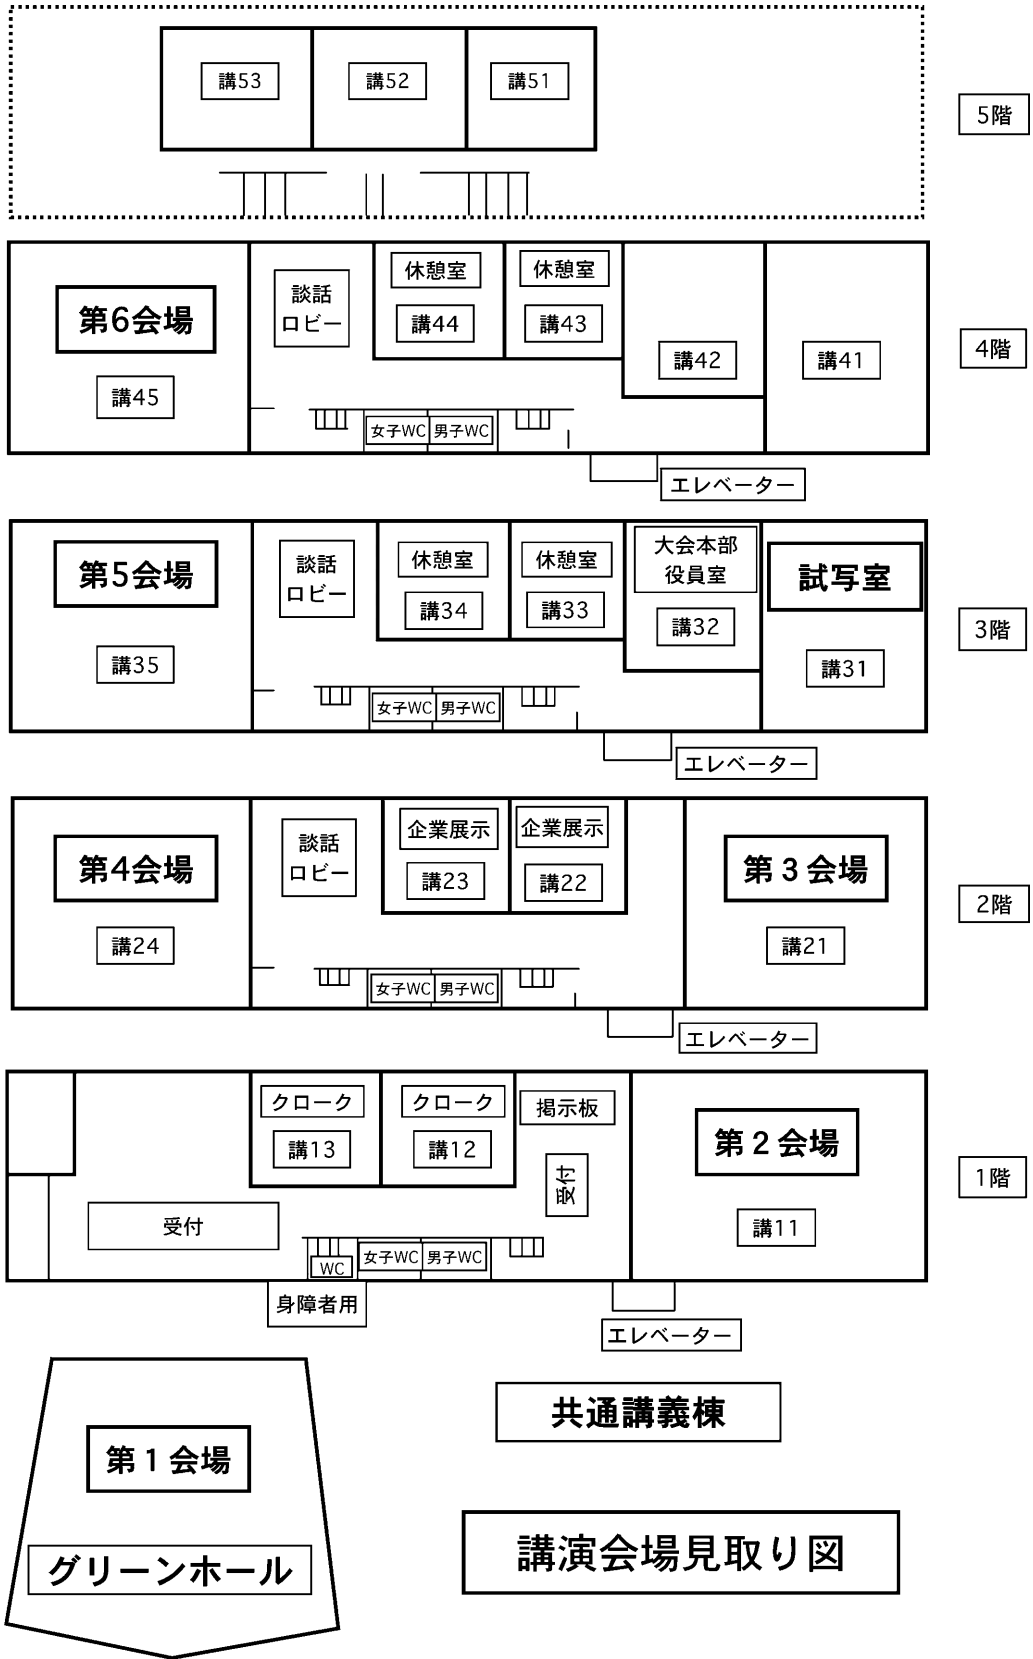 講53
講52
講51
5階
第6会場
講45
談話
ロビー
休憩室
講44
休憩室
講43
講42
講41
4階
女子WC
男子WC
エレベーター
第5会場
講35
談話
ロビー
休憩室
講34
休憩室
講33
大会本部
役員室
講32
試写室
講31
3階
女子WC
男子WC
エレベーター
第4会場
講24
談話
ロビー
企業展示
講23
企業展示
講22
第3会場
講21
2階
女子WC
男子WC
エレベーター
クローク
講13
クローク
講12
掲示板
受付
第2会場
講11
1階
受付
WC
女子WC
男子WC
身障者用
エレベーター
共通講義棟
第1会場
グリーンホール
講演会場見取り図